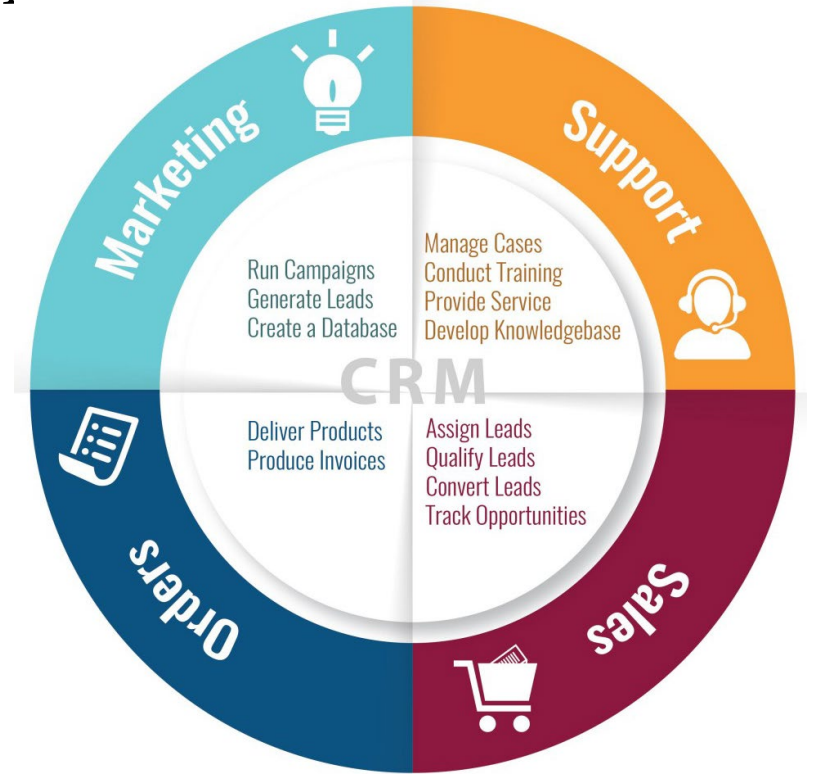 Marketing
Run Campaigns
Generate Leads
Create a Database
Support
Manage Cases
Conduct Training
Provide Service
Develop Knowledgebase
CRM
Orders
Deliver Products
Produce Invoices
Sales
Assign Leads
Qualify Leads
Convert Leads
Track Opportunities